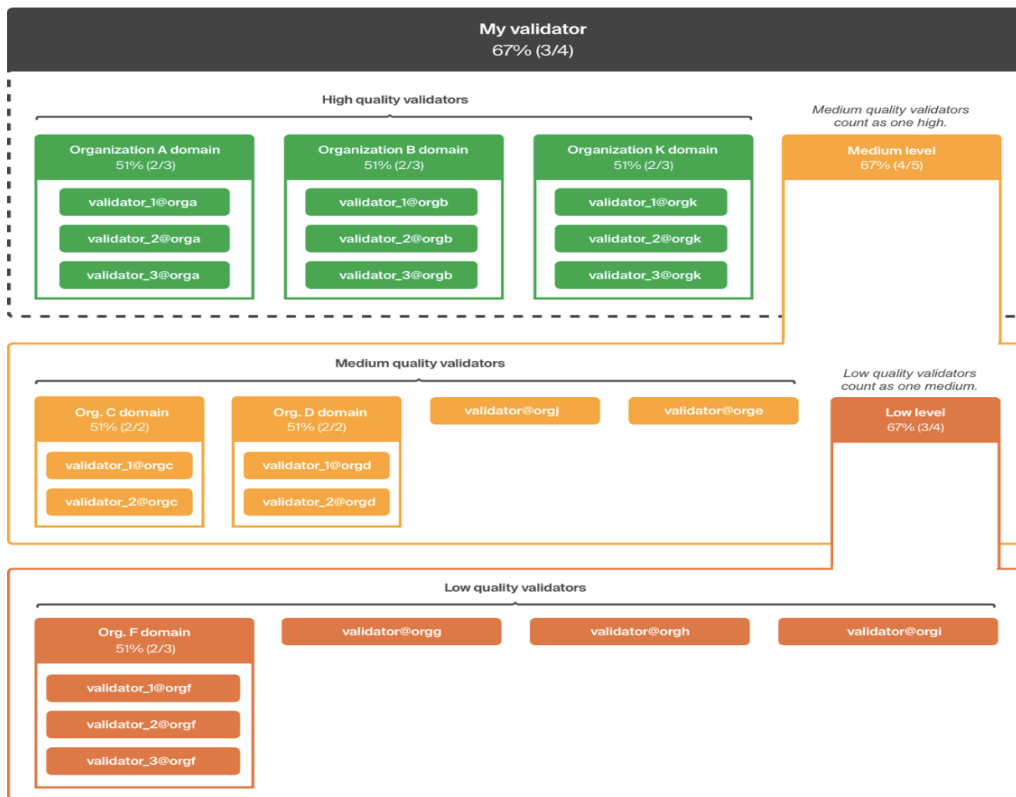 My validator
67% (3/4)
High quality validators
Medium quality validators
count as one high.
Organization A domain
51% (2/3)
validator_1@orga
validator_2@orga
validator_3@orga
Organization B domain
51% (2/3)
validator_1@orgb
validator_2@orgb
validator_3@orgb
Organization K domain
51% (2/3)
validator_1@orgk
validator_2@orgk
validator_3@orgk
Medium level
67% (4/5)
Medium quality validators
Low quality validators
count as one medium.
Org. C domain
51% (2/2)
validator_1@orgc
validator_2@orgc
Org. D domain
51% (2/2)
validator_1@orgd
validator_2@orgd
validator@orgj
validator@orge
Low level
67% (3/4)
Low quality validators
Org. F domain
51% (2/3)
validator_1@orgf
validator_2@orgf
validator_3@orgf
validator@orgg
validator@orgh
validator@orgi